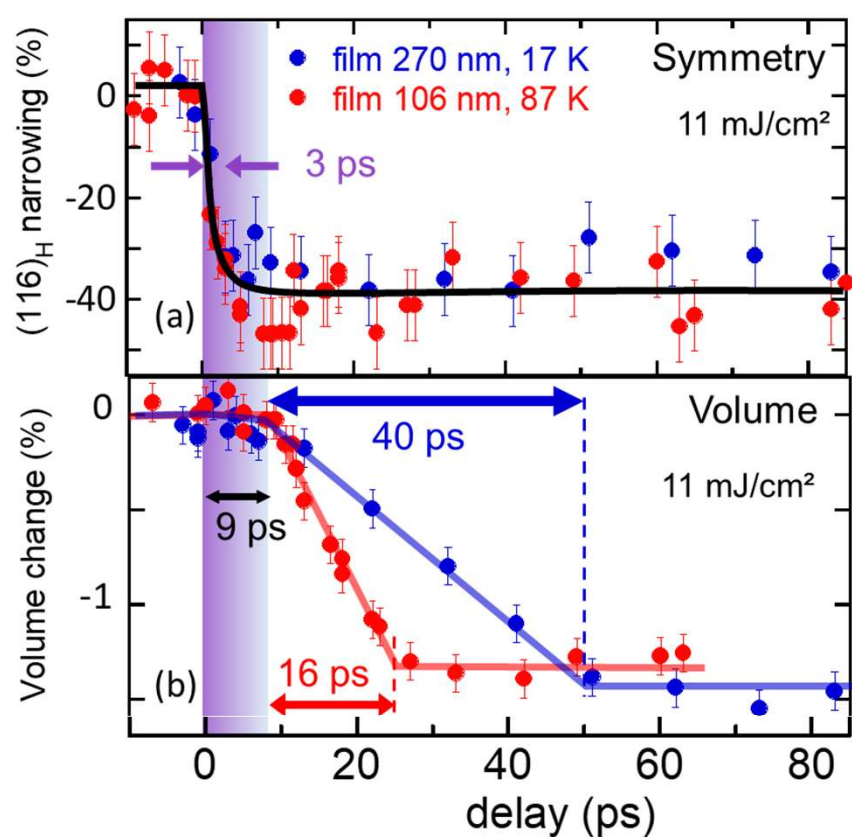 (116)H narrowing (%)
0
-20
-40
film 270 nm, 17 K
film 106 nm, 87 K
Symmetry
11 mJ/cm²
3 ps
(a)
Volume change (%)
0
-1
40 ps
Volume
11 mJ/cm²
9 ps
16 ps
(b)
0 20 40 60 80
delay (ps)